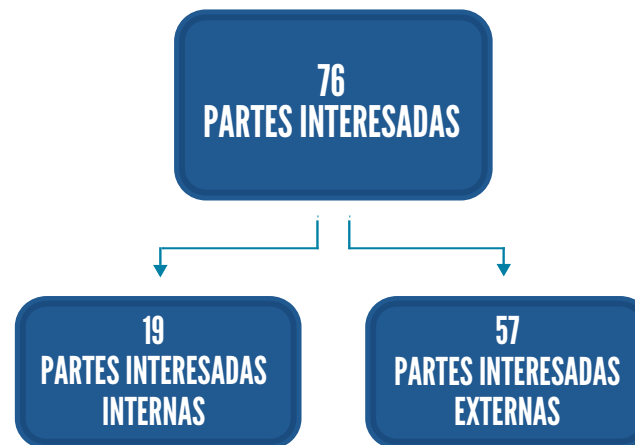 76
PARTES INTERESADAS
19
PARTES INTERESADAS
INTERNAS
57
PARTES INTERESADAS
EXTERNAS